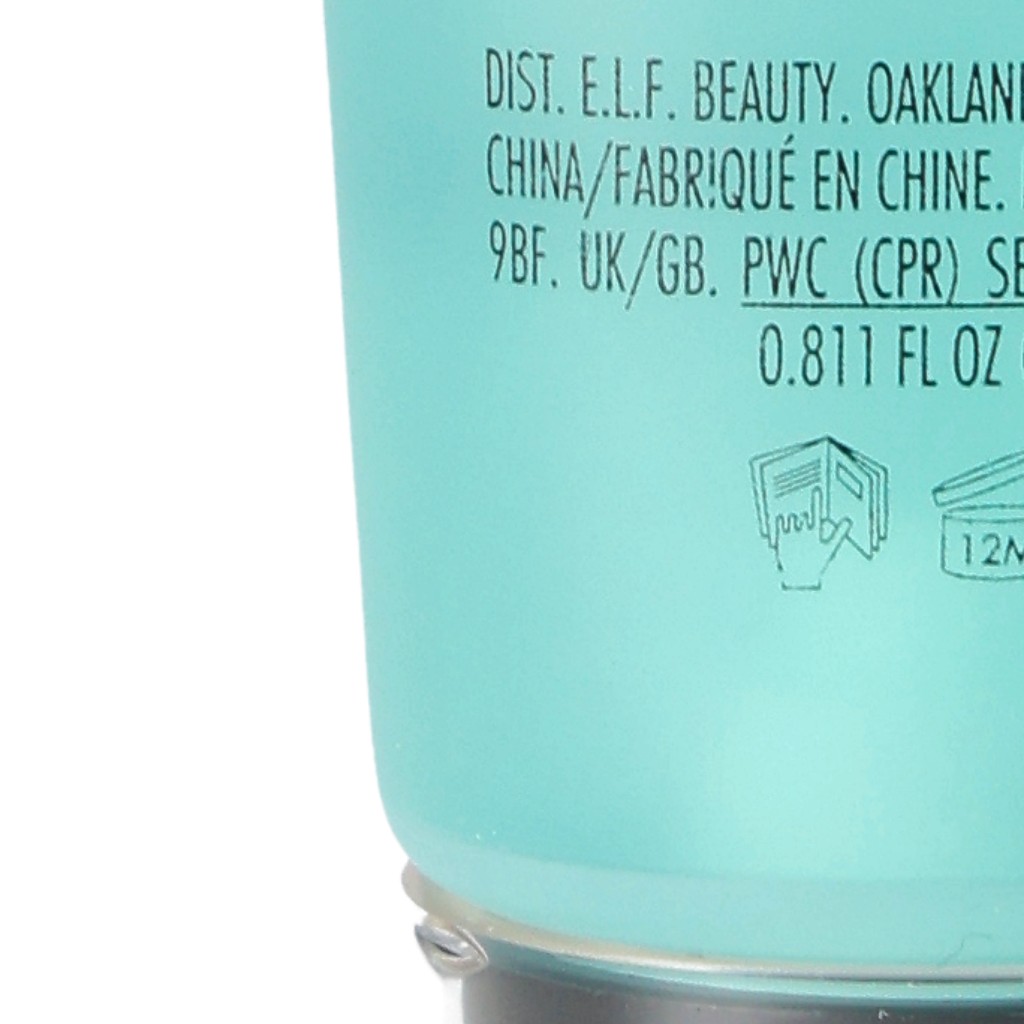 DIST. E.L.F. BEAUTY. OAKLAN
CHINA/FABRIQUÉ EN CHINE.
9BF. UK/GB. PWC (CPR) SE
0.811 FL OZ
12M